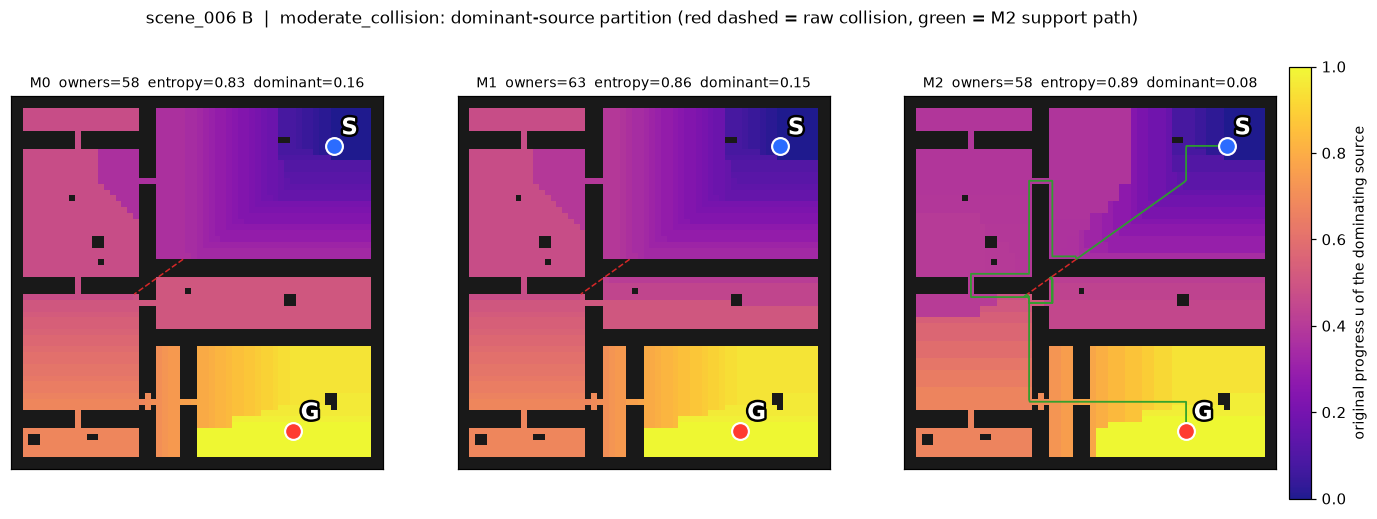 scene_006 B | moderate_collision: dominant-source partition (red dashed = raw collision, green = M2 support path)
M0 owners=58 entropy=0.83 dominant=0.16
M1 owners=63 entropy=0.86 dominant=0.15
M2 owners=58 entropy=0.89 dominant=0.08
S
S
S
G
G
G
1.0
0.8
0.6
0.4
0.2
0.0
original progress u of the dominating source